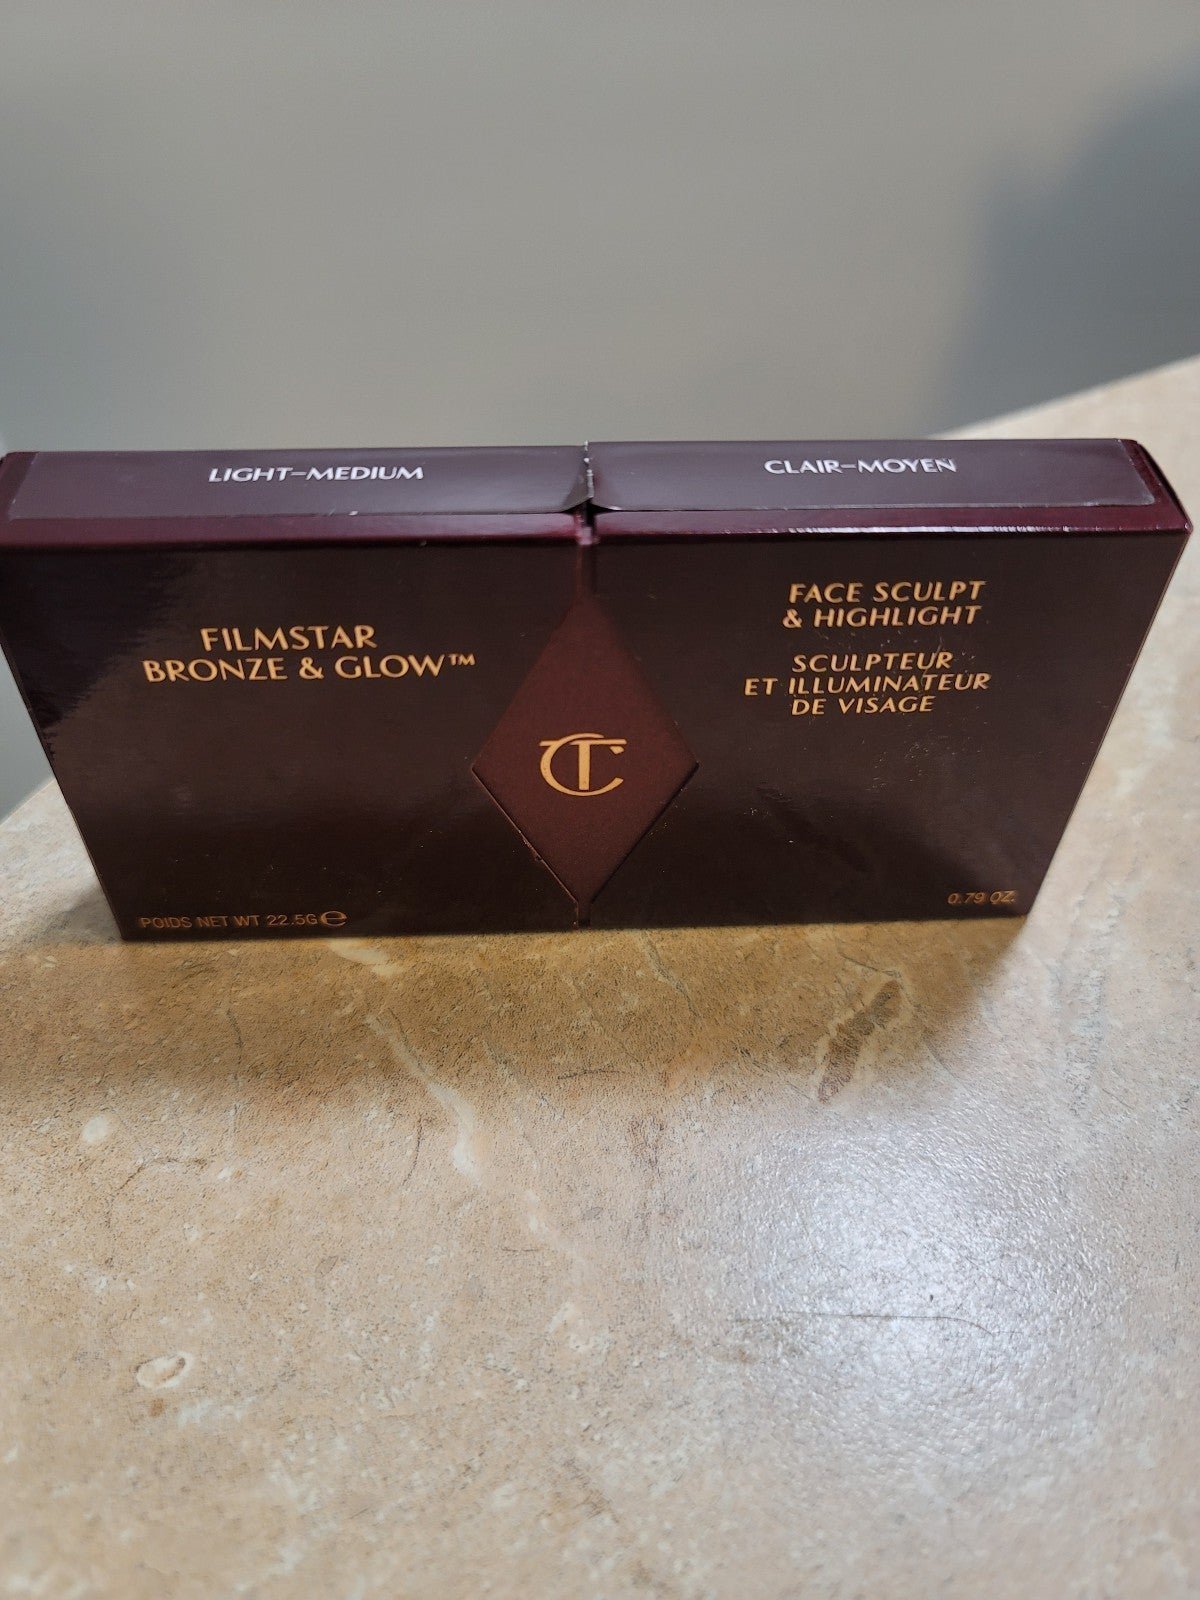 LIGHT-MEDIUM
CLAIR-MOYEN
FILMSTAR
BRONZE & GLOW™
FACE SCULPT
& HIGHLIGHT
SCULPTEUR
ET ILLUMINATEUR
DE VISAGE
CT
POIDS NET WT 22.5G ℮
0.79 OZ.